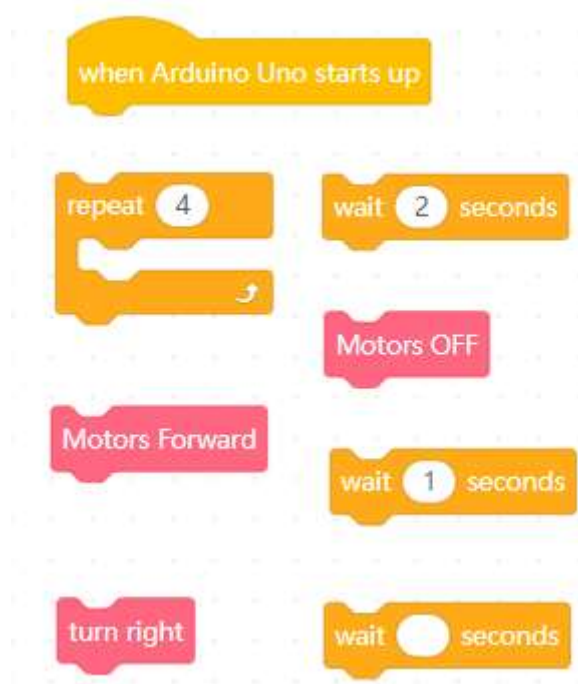 when Arduino Uno starts up
repeat 4
wait 2 seconds
Motors OFF
Motors Forward
wait 1 seconds
turn right
wait seconds